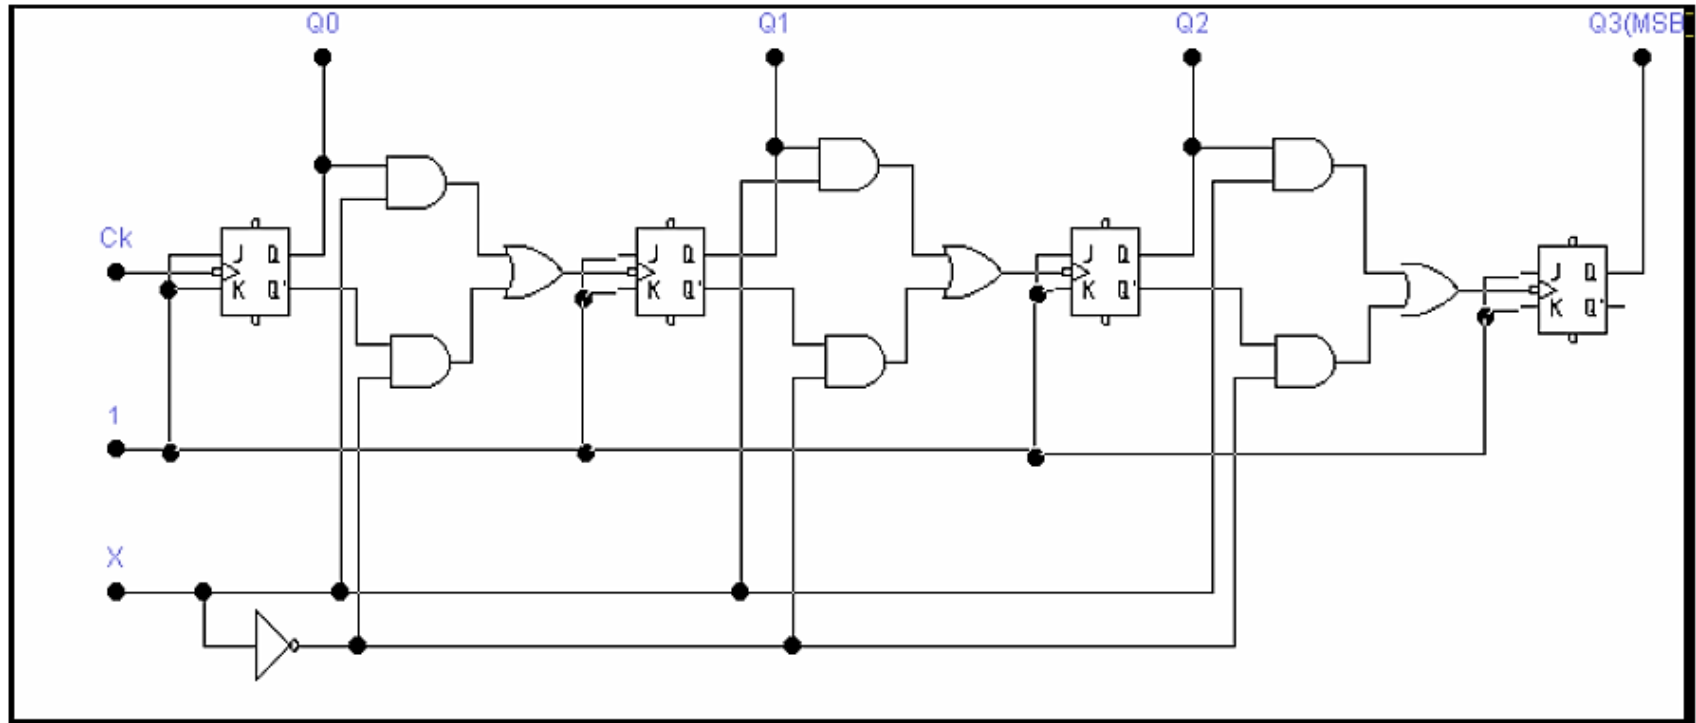 Q0 Q1 Q2 Q3(MSB
Ck
J Q J Q J Q J Q
K Q' K Q' K Q' K Q'
1
X